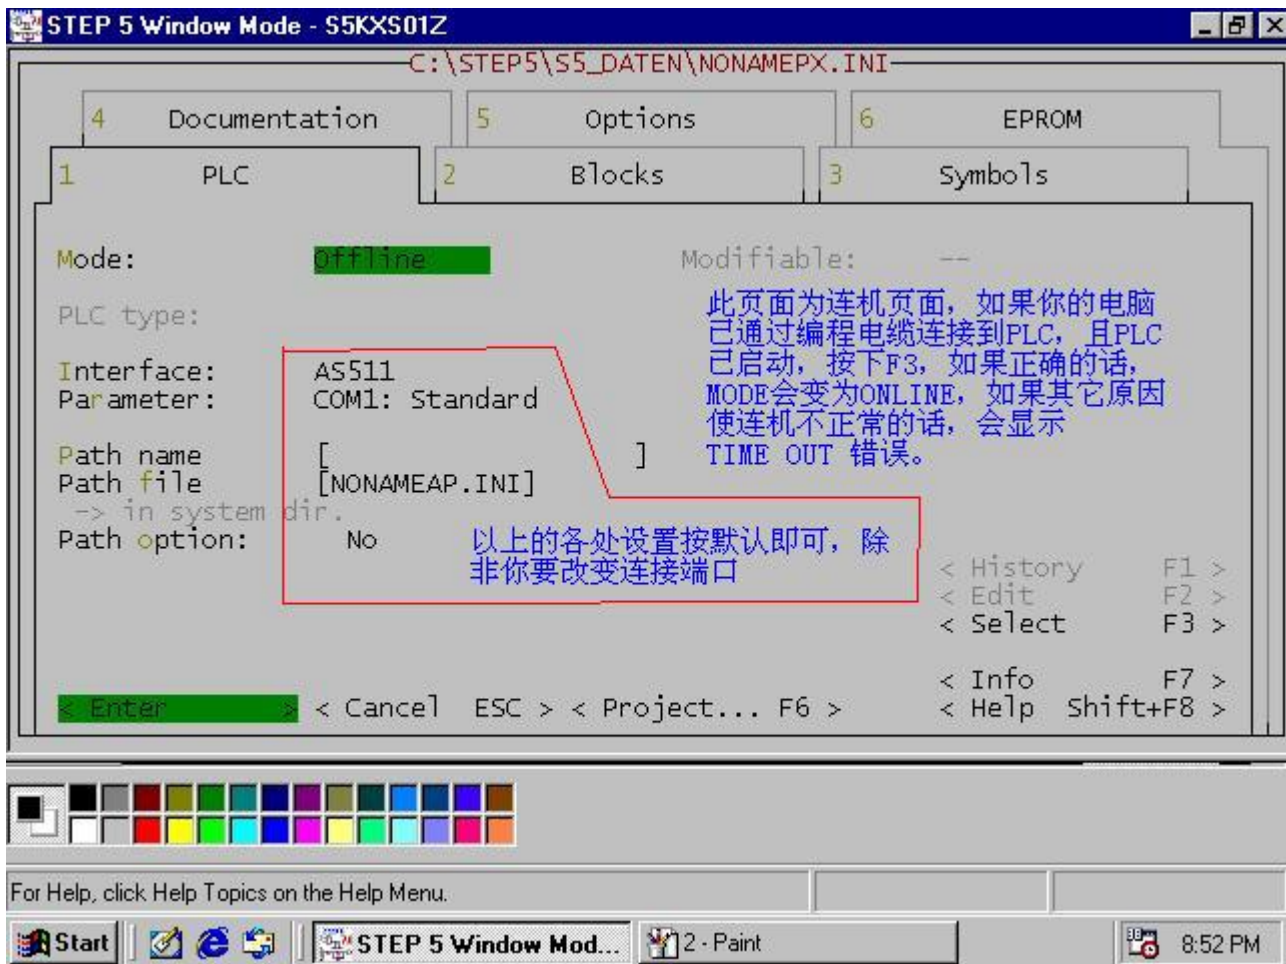 STEP 5 Window Mode - S5KXS01Z
C:\STEP5\S5_DATEN\NONAMEPX.INI
4 Documentation 5 Options 6 EPROM
1 PLC 2 Blocks 3 Symbols
Mode: Offline Modifiable: --
此页面为连机页面，如果你的电脑
已通过编程电缆连接到PLC，且PLC
已启动，按下F3，如果正确的话，
MODE会变为ONLINE，如果其它原因
使连机不正常的话，会显示
TIME OUT 错误。
PLC type:
Interface: AS511
Parameter: COM1: Standard
Path name [ ]
Path file [NONAMEAP.INI]
-> in system dir.
Path option: No
以上的各处设置按默认即可，除
非你要改变连接端口
< History F1 >
< Edit F2 >
< Select F3 >
< Info F7 >
< Enter > < Cancel ESC > < Project... F6 > < Help Shift+F8 >
For Help, click Help Topics on the Help Menu.
Start STEP 5 Window Mod... 2 - Paint 8:52 PM